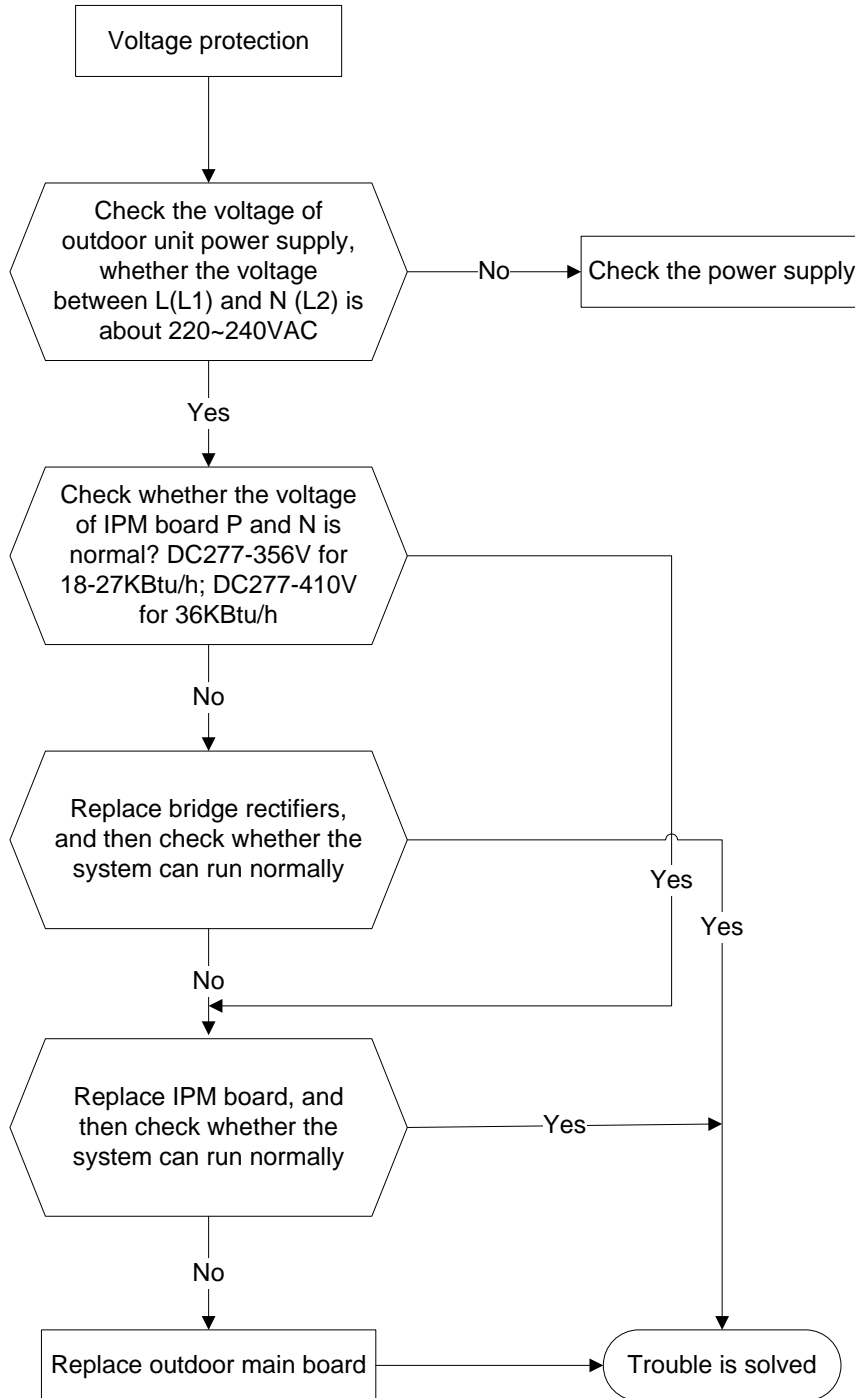 Voltage protection
Check the voltage of
outdoor unit power supply,
whether the voltage
between L(L1) and N (L2) is
about 220~240VAC
No
Check the power supply
Yes
Check whether the voltage
of IPM board P and N is
normal? DC277-356V for
18-27KBtu/h; DC277-410V
for 36KBtu/h
No
Replace bridge rectifiers,
and then check whether the
system can run normally
Yes
Yes
No
Replace IPM board, and
then check whether the
system can run normally
Yes
No
Replace outdoor main board
Trouble is solved